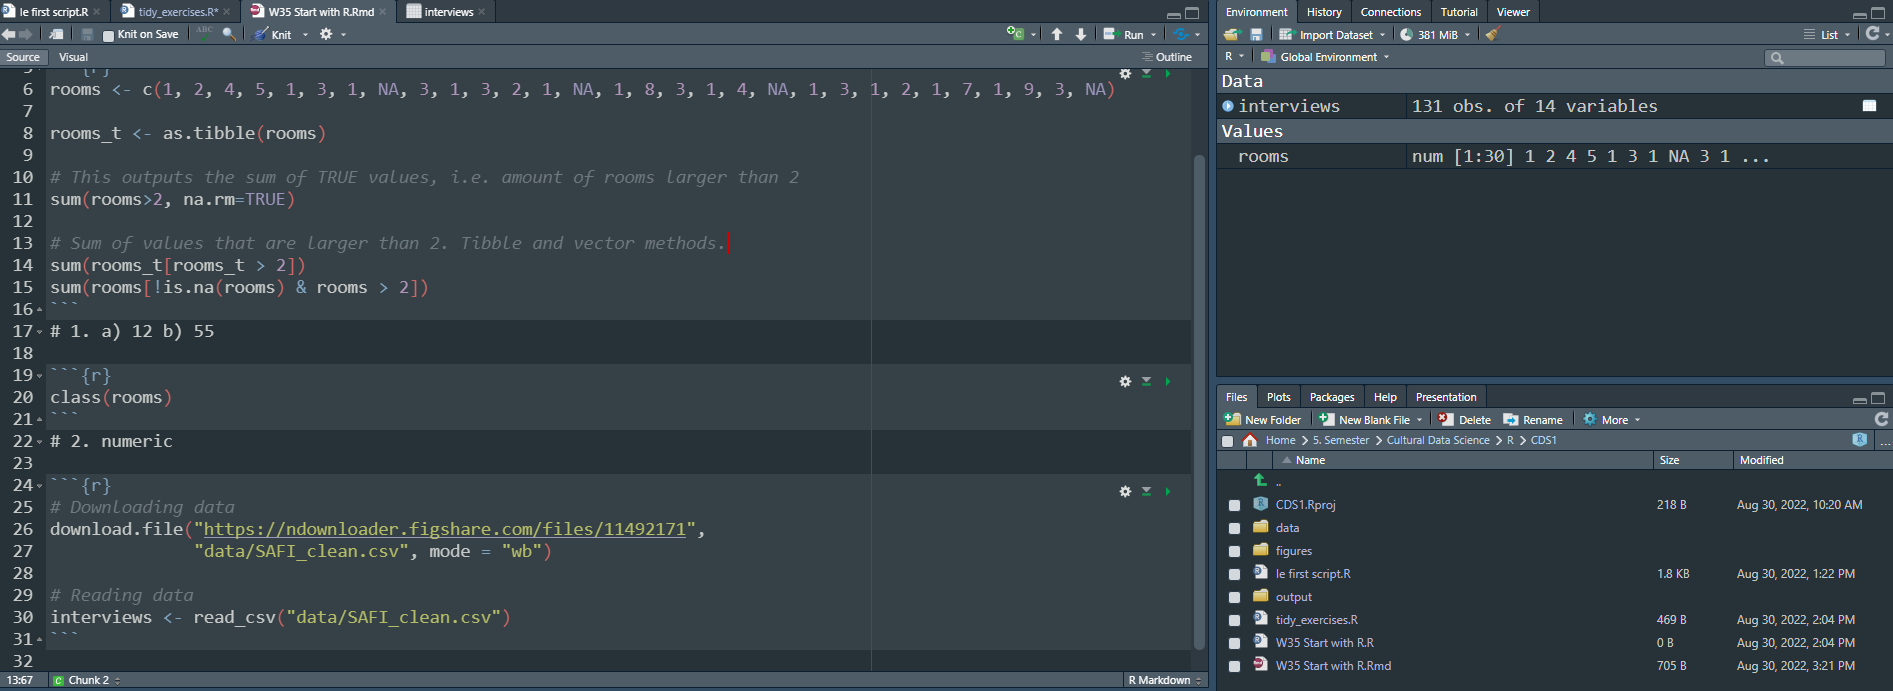 le first script.R
tidy_exercises.R*
W35 Start with R.Rmd
interviews
Knit on Save
ABC
Knit
Run
Source
Visual
Outline
6 rooms <- c(1, 2, 4, 5, 1, 3, 1, NA, 3, 1, 3, 2, 1, NA, 1, 8, 3, 1, 4, NA, 1, 3, 1, 2, 1, 7, 1, 9, 3, NA)
7
8 rooms_t <- as.tibble(rooms)
9
10 # This outputs the sum of TRUE values, i.e. amount of rooms larger than 2
11 sum(rooms>2, na.rm=TRUE)
12
13 # Sum of values that are larger than 2. Tibble and vector methods.
14 sum(rooms_t[rooms_t > 2])
15 sum(rooms[!is.na(rooms) & rooms > 2])
16 ```
17 # 1. a) 12 b) 55
18
19 ```{r}
20 class(rooms)
21 ```
22 # 2. numeric
23
24 ```{r}
25 # Downloading data
26 download.file("https://ndownloader.figshare.com/files/11492171",
27 "data/SAFI_clean.csv", mode = "wb")
28
29 # Reading data
30 interviews <- read_csv("data/SAFI_clean.csv")
31 ```
32
13:67
C Chunk 2
R Markdown
Environment History Connections Tutorial Viewer
Import Dataset 381 MiB List
R Global Environment
Data
interviews 131 obs. of 14 variables
Values
rooms num [1:30] 1 2 4 5 1 3 1 NA 3 1 ...
Files Plots Packages Help Presentation
New Folder New Blank File Delete Rename More
Home > 5. Semester > Cultural Data Science > R > CDS1 ...
Name Size Modified
..
CDS1.Rproj 218 B Aug 30, 2022, 10:20 AM
data
figures
le first script.R 1.8 KB Aug 30, 2022, 1:22 PM
output
tidy_exercises.R 469 B Aug 30, 2022, 2:04 PM
W35 Start with R.R 0 B Aug 30, 2022, 2:04 PM
W35 Start with R.Rmd 705 B Aug 30, 2022, 3:21 PM